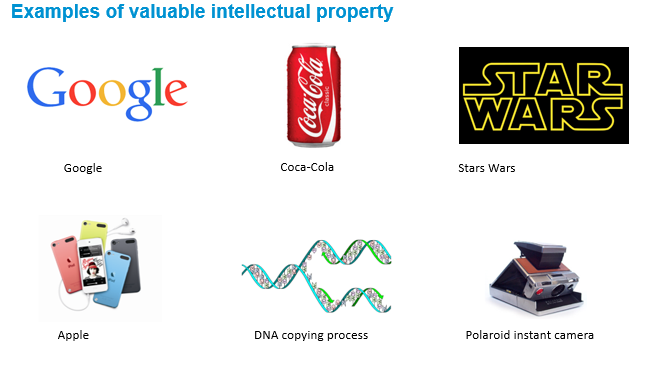 Examples of valuable intellectual property
Google
Coca-Cola
classic
STAR
WARS
Google
Coca-Cola
Stars Wars
Apple
DNA copying process
Polaroid instant camera